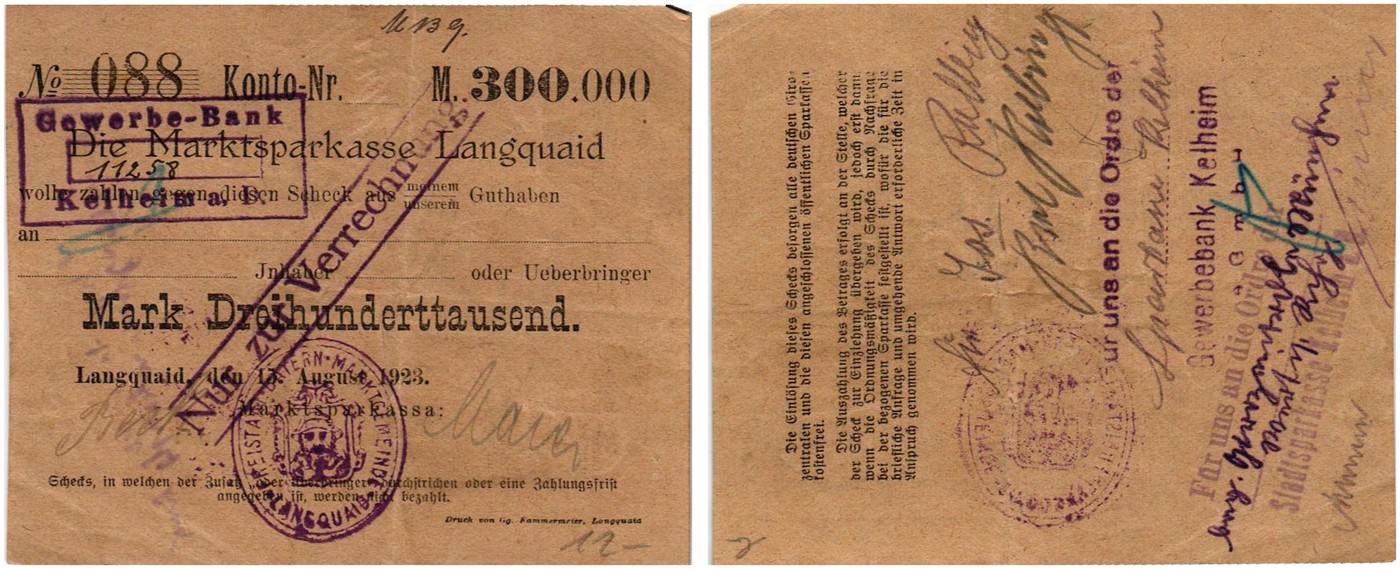 MBg.
No 088 Konto-Nr. M. 300.000
Gewerbe-Bank
11258
Kelheim a. D.
Die Marktsparkasse Langquaid
wolle zahlen gegen diesen Scheck aus meinem
unserem Guthaben
an
Inhaber oder Ueberbringer
Mark Dreihunderttausend.
Nur zur Verrechnung.
Langquaid, den 15. August 1923.
Marktsparkassa:
Maier
LANGQUAID
Schecks, in welchen der Zusatz „oder Überbringer" durchstrichen oder eine Zahlungsfrist
angegeben ist, werden nicht bezahlt.
Druck von Gg. Kammermeier, Langquaid
12-
Die Einlösung dieses Schecks besorgen alle deutschen Giro-
zentralen und die diesen angeschlossenen öffentlichen Sparkassen
kostenfrei.
Die Auszahlung des Betrages erfolgt an der Stelle, welcher
der Scheck zur Einziehung übergeben wird, jedoch erst dann
wenn die Ordnungsmäßigkeit des Schecks durch Nachfrage
bei der bezogenen Sparkasse festgestellt ist, wofür die für die
briefliche Anfrage und umgehende Antwort erforderliche Zeit in
Anspruch genommen wird.
Für uns an die Ordre der
Sparkasse Kelheim
Gewerbebank Kelheim
Für uns an die Ordre
Stadtsparkasse